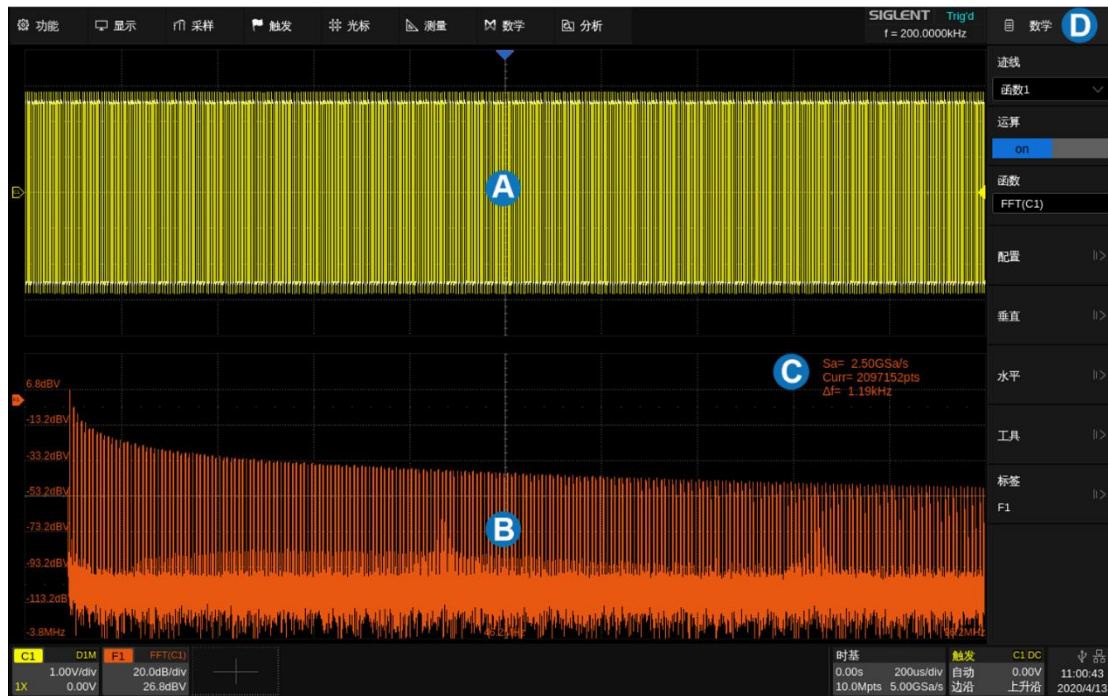 功能 显示 采样 触发 光标 测量 数学 分析 SIGLENT Trig'd 数学 D
f = 200.0000kHz
迹线
函数1
运算
on
A
函数
FFT(C1)
配置
垂直
C
Sa= 2.50GSa/s
Curr= 2097152pts
Δf= 1.19kHz
水平
6.8dBV
-13.2dBV
工具
-33.2dBV
标签
-53.2dBV
F1
-73.2dBV
B
-93.2dBV
-113.2dB
-3.8MHz
C1 D1M F1 FFT(C1) 时基 触发 C1 DC
1.00V/div 20.0dB/div 0.00s 200us/div 自动 0.00V 11:00:43
1X 0.00V 26.8dBV 10.0Mpts 5.00GSa/s 边沿 上升沿 2020/4/13